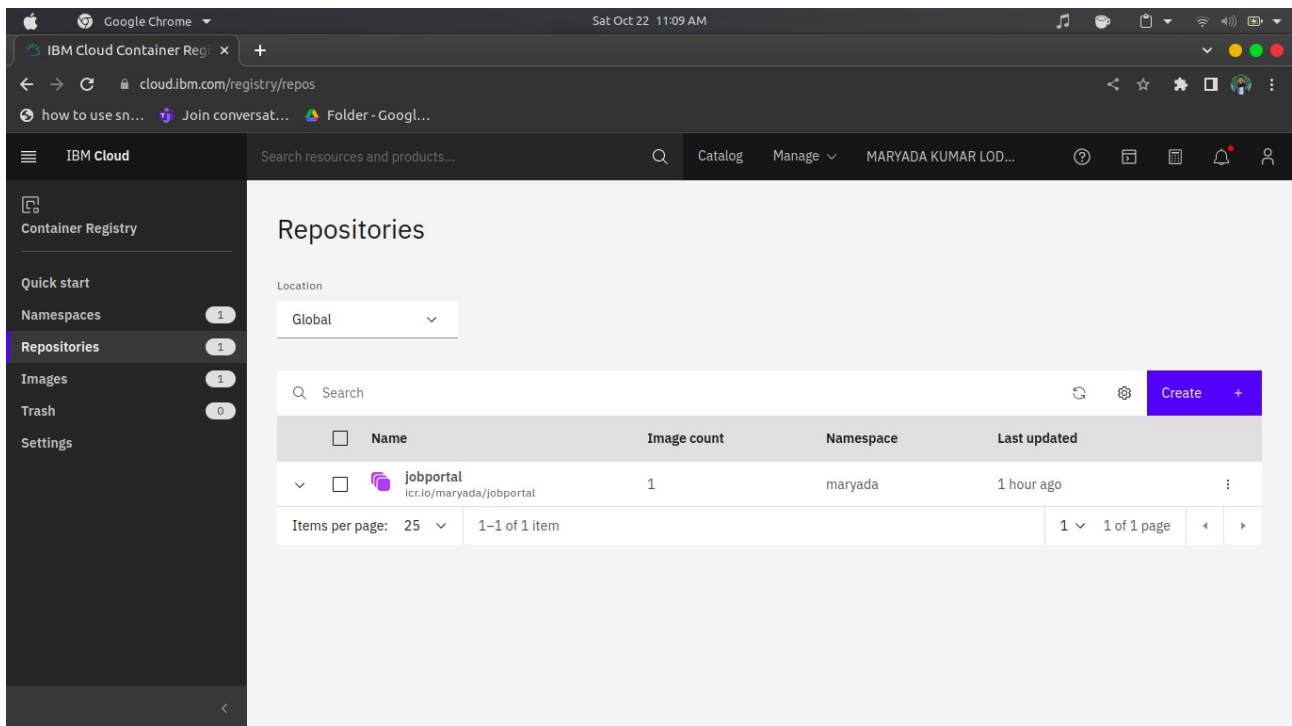 Google Chrome
Sat Oct 22 11:09 AM
IBM Cloud Container Regi
cloud.ibm.com/registry/repos
how to use sn...
Join conversat...
Folder - Googl...
IBM Cloud
Search resources and products...
Catalog
Manage
MARYADA KUMAR LOD...
Container Registry
Quick start
Namespaces 1
Repositories 1
Images 1
Trash 0
Settings
Repositories
Location
Global
Search
Create +
Name Image count Namespace Last updated
jobportal 1 maryada 1 hour ago
icr.io/maryada/jobportal
Items per page: 25 1–1 of 1 item 1 1 of 1 page